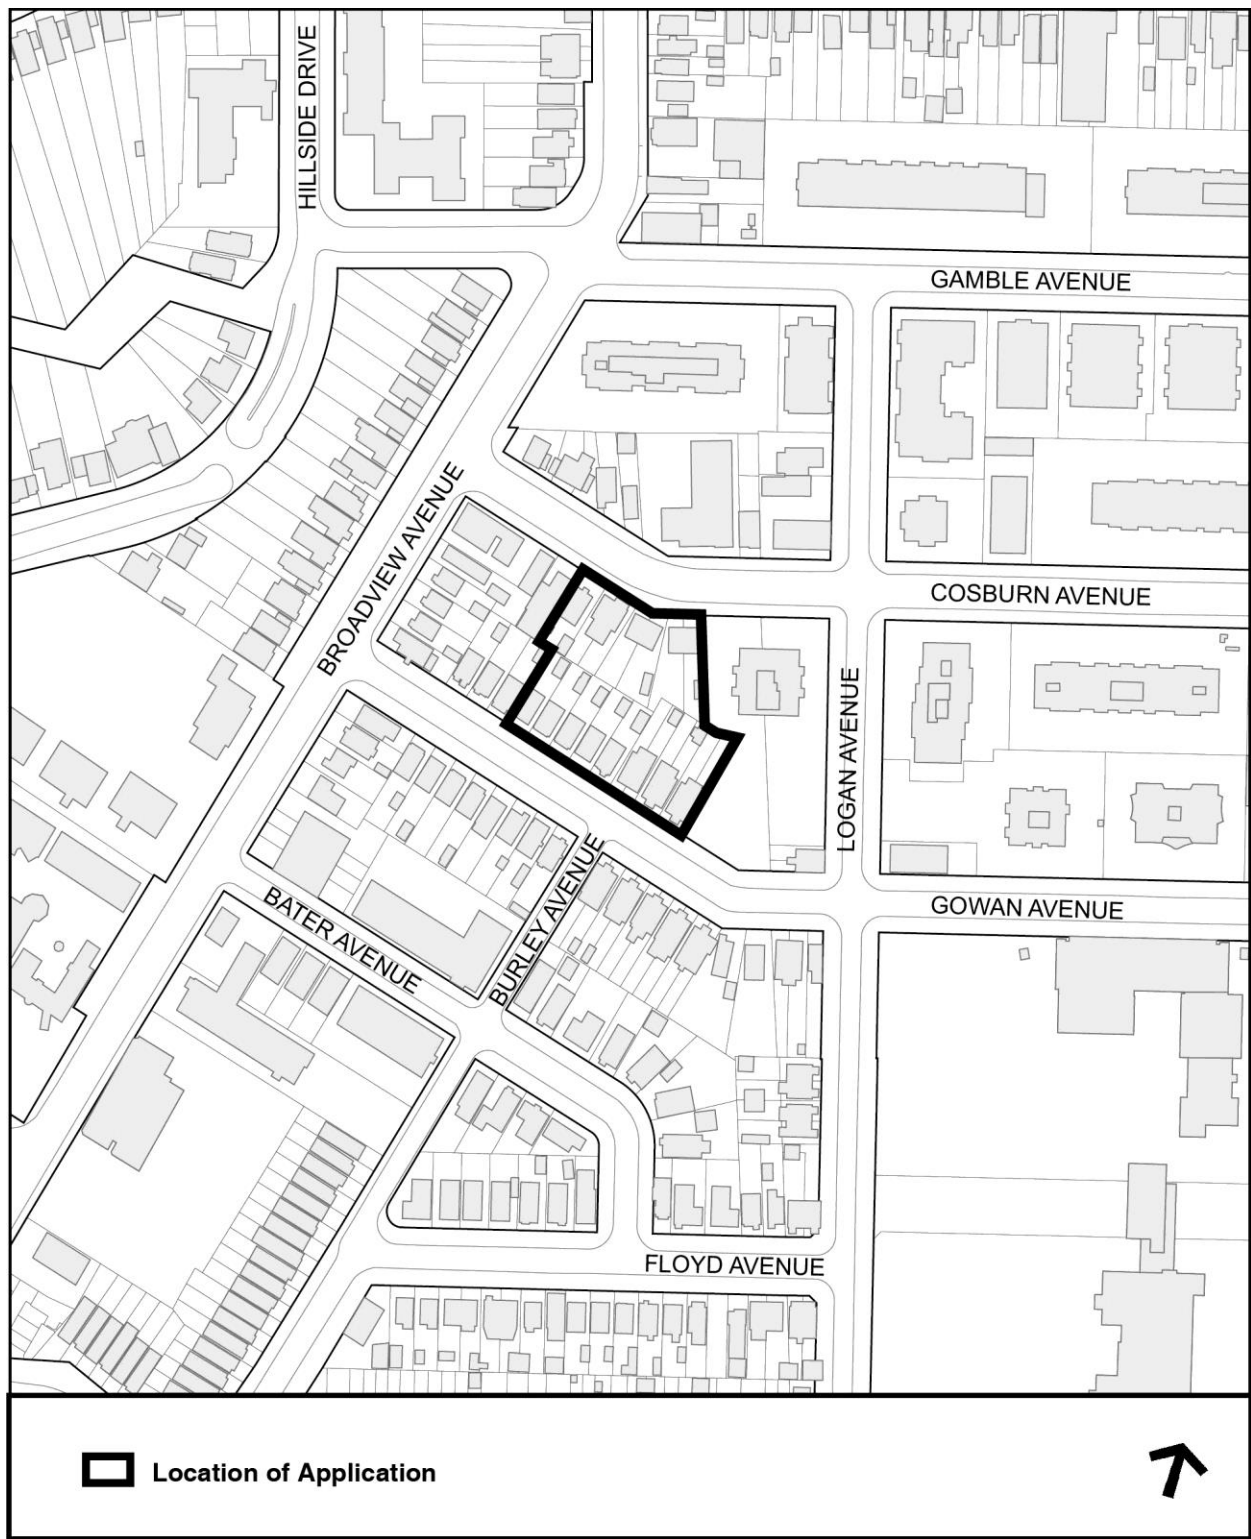 HILLSIDE DRIVE
GAMBLE AVENUE
BROADVIEW AVENUE
COSBURN AVENUE
LOGAN AVENUE
BURLEY AVENUE
BATER AVENUE
GOWAN AVENUE
FLOYD AVENUE
Location of Application